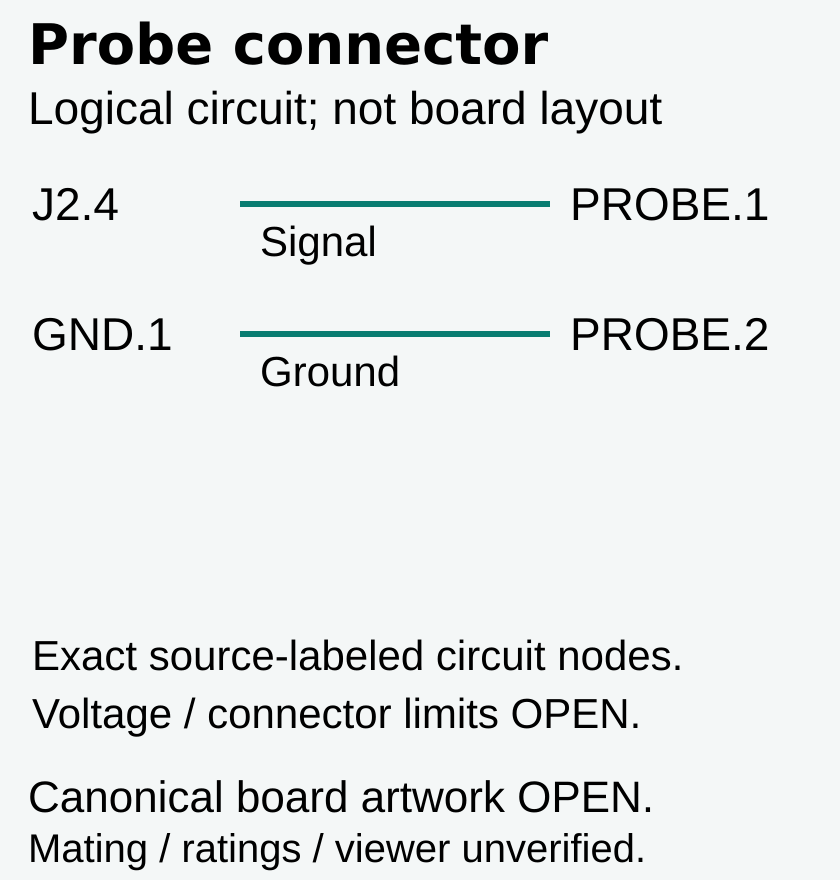 Probe connector
Logical circuit; not board layout
J2.4 PROBE.1
Signal
GND.1 PROBE.2
Ground
Exact source-labeled circuit nodes.
Voltage / connector limits OPEN.
Canonical board artwork OPEN.
Mating / ratings / viewer unverified.